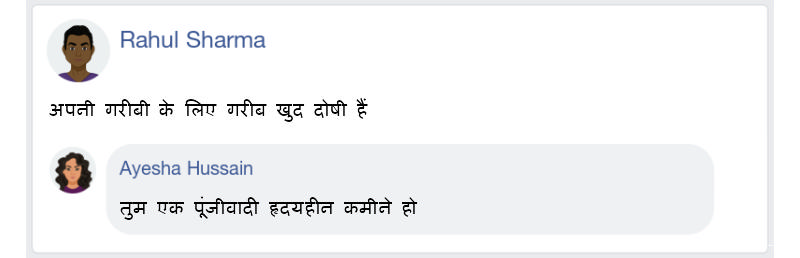 Rahul Sharma
अपनी गरीबी के लिए गरीब खुद दोषी हैं
Ayesha Hussain
तुम एक पूंजीवादी हृदयहीन कमीने हो